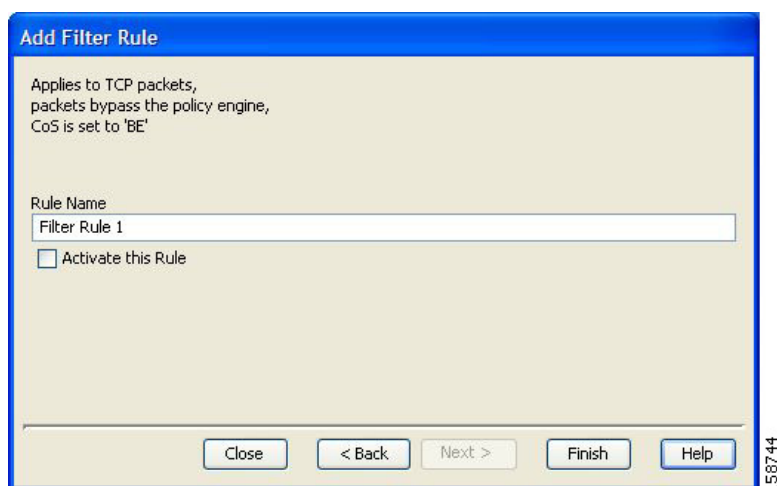 Add Filter Rule
Applies to TCP packets,
packets bypass the policy engine,
CoS is set to 'BE'
Rule Name
Filter Rule 1
Activate this Rule
Close
< Back
Next >
Finish
Help
58744